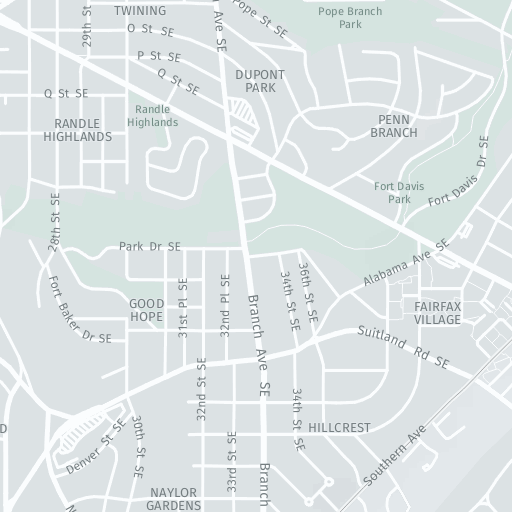 TWINING
Pope Branch
Park
Pope St SE
29th St
Ave SE
O St SE
P St SE
Q St SE
DUPONT
PARK
Q St SE
Randle
Highlands
RANDLE
HIGHLANDS
PENN
BRANCH
Fort Davis
Park
Fort Davis Dr SE
28th St SE
Park Dr SE
Alabama Ave SE
Fort Baker Dr SE
GOOD
HOPE
31st Pl SE
32nd Pl SE
34th St SE
36th St SE
FAIRFAX
VILLAGE
Branch Ave SE
Suitland Rd SE
32nd St SE
34th St SE
HILLCREST
30th St SE
Denver St SE
33rd St SE
Southern Ave
Branch
NAYLOR
GARDENS